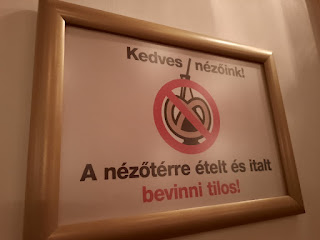 Kedves nézőink!
A nézőtérre ételt és italt
bevinni tilos!